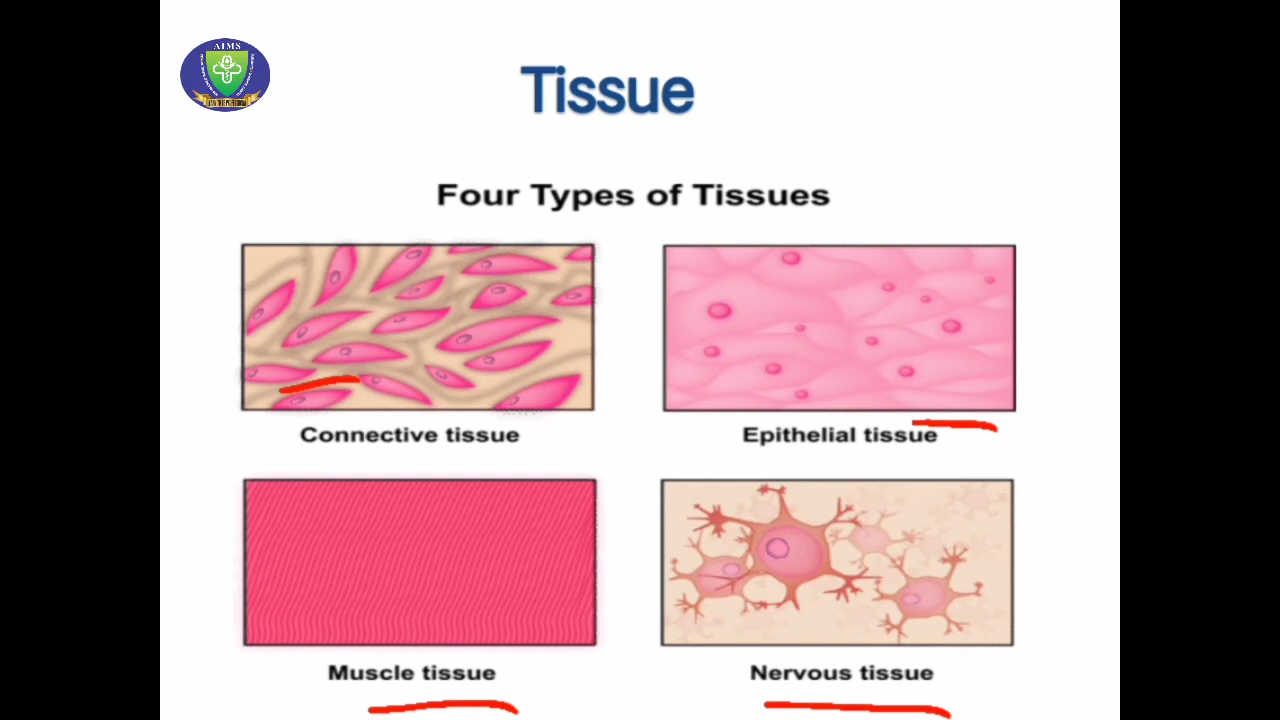 AIMS
Tissue
Four Types of Tissues
Connective tissue
Epithelial tissue
Muscle tissue
Nervous tissue